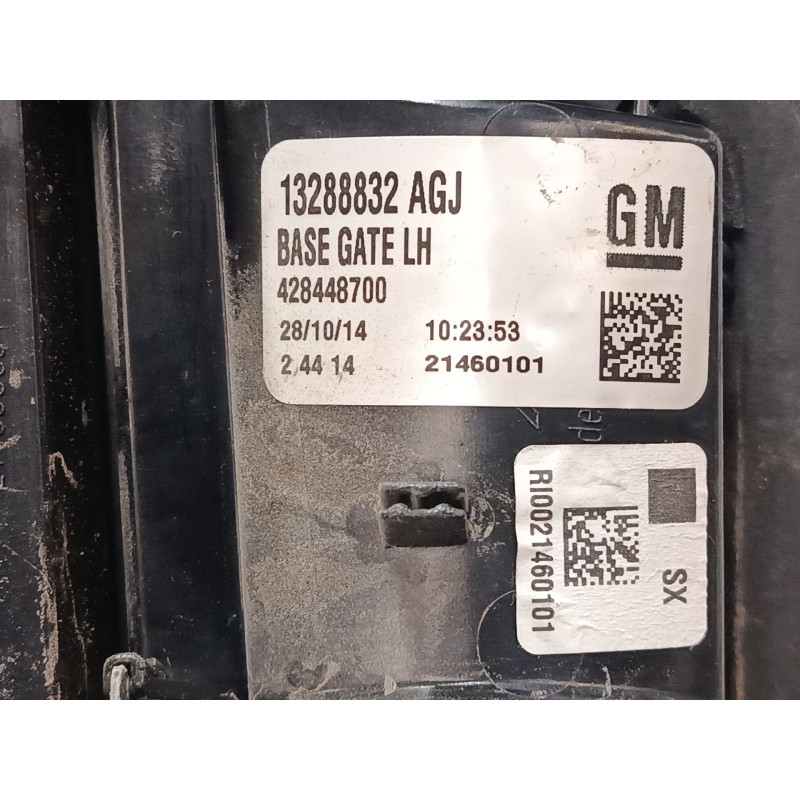 13288832 AGJ
GM
BASE GATE LH
428448700
28/10/14 10:23:53
2,44 14 21460101
de
RI0021460101
SX